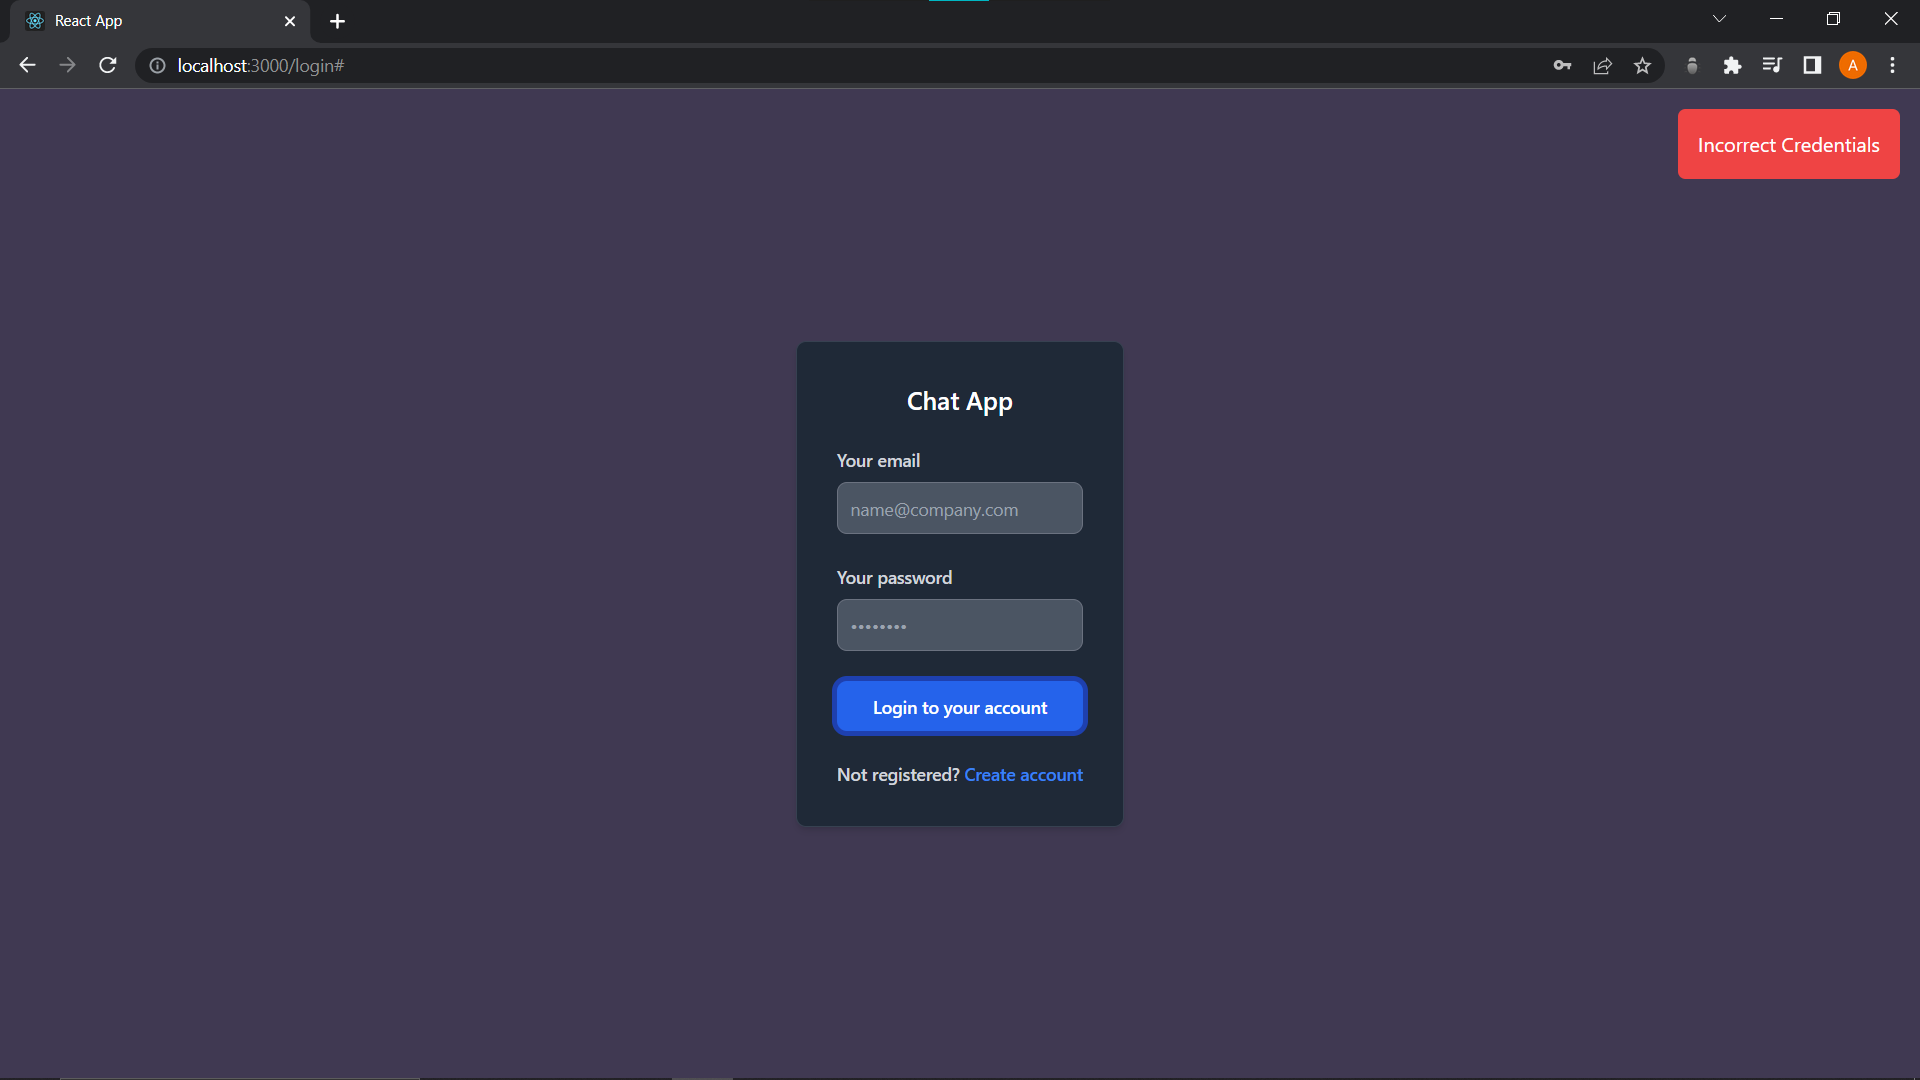 React App
localhost:3000/login#
A
Incorrect Credentials
Chat App
Your email
name@company.com
Your password
••••••••
Login to your account
Not registered? Create account